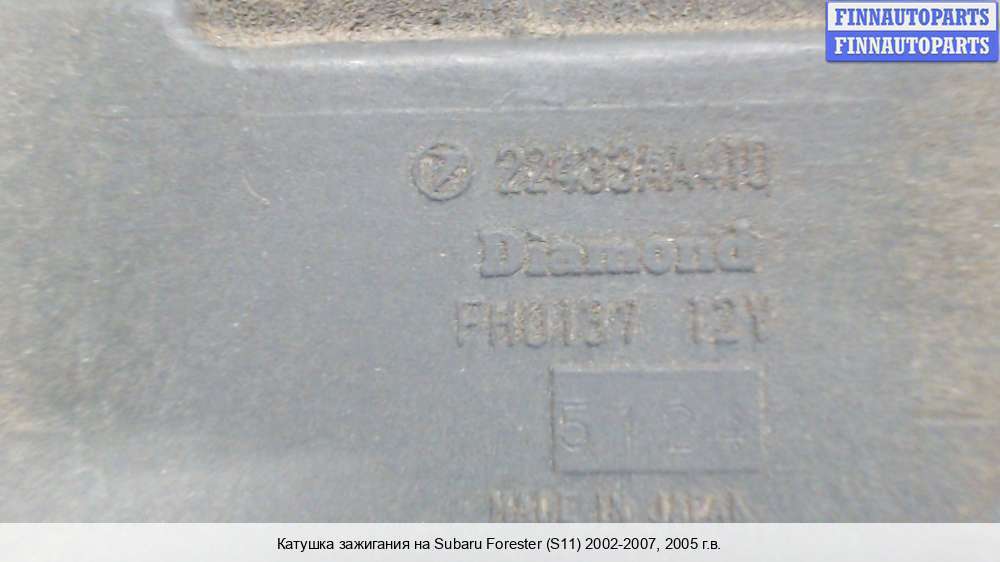 FINNAUTOPARTS
FINNAUTOPARTS
22433AA410
Diamond
FH0137 12V
MADE IN JAPAN
Катушка зажигания на Subaru Forester (S11) 2002-2007, 2005 г.в.